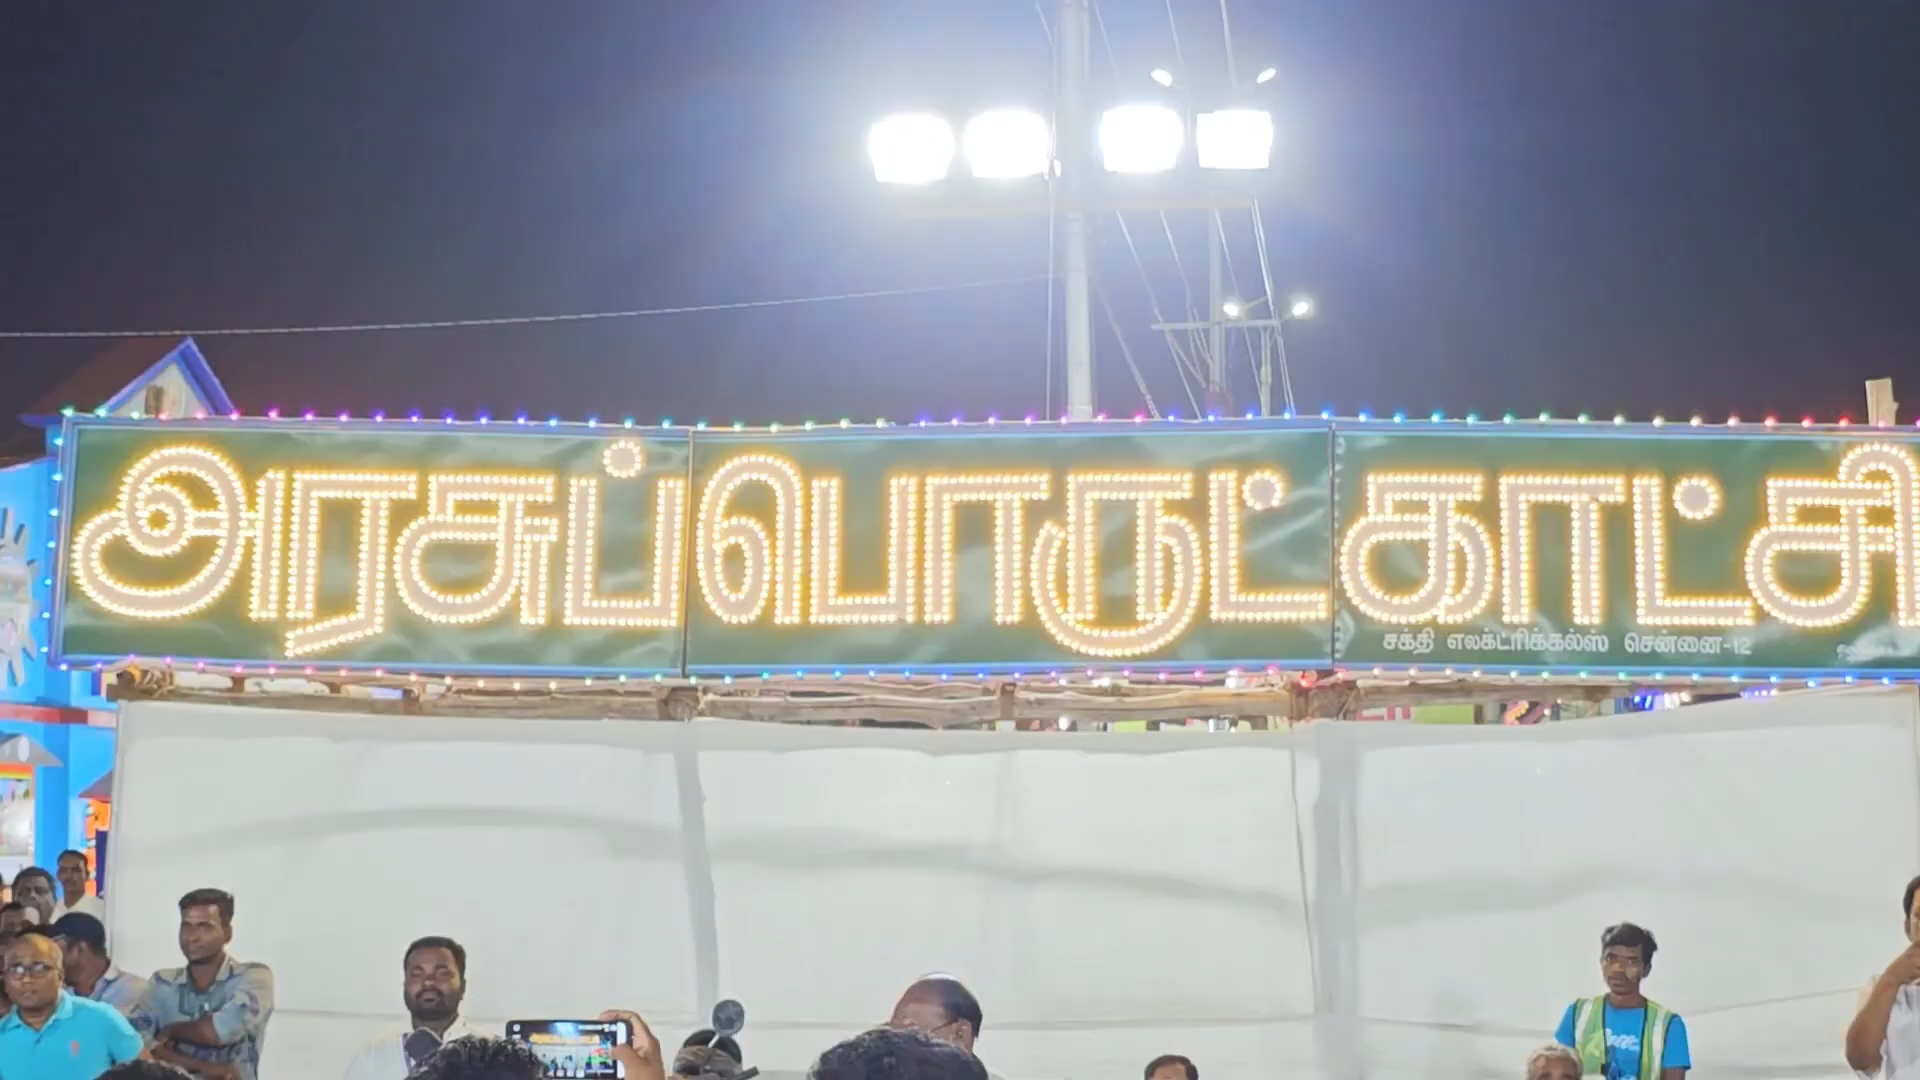 அரசுப்பொருட்காட்சி
சக்தி எலக்ட்ரிக்கல்ஸ் சென்னை-12